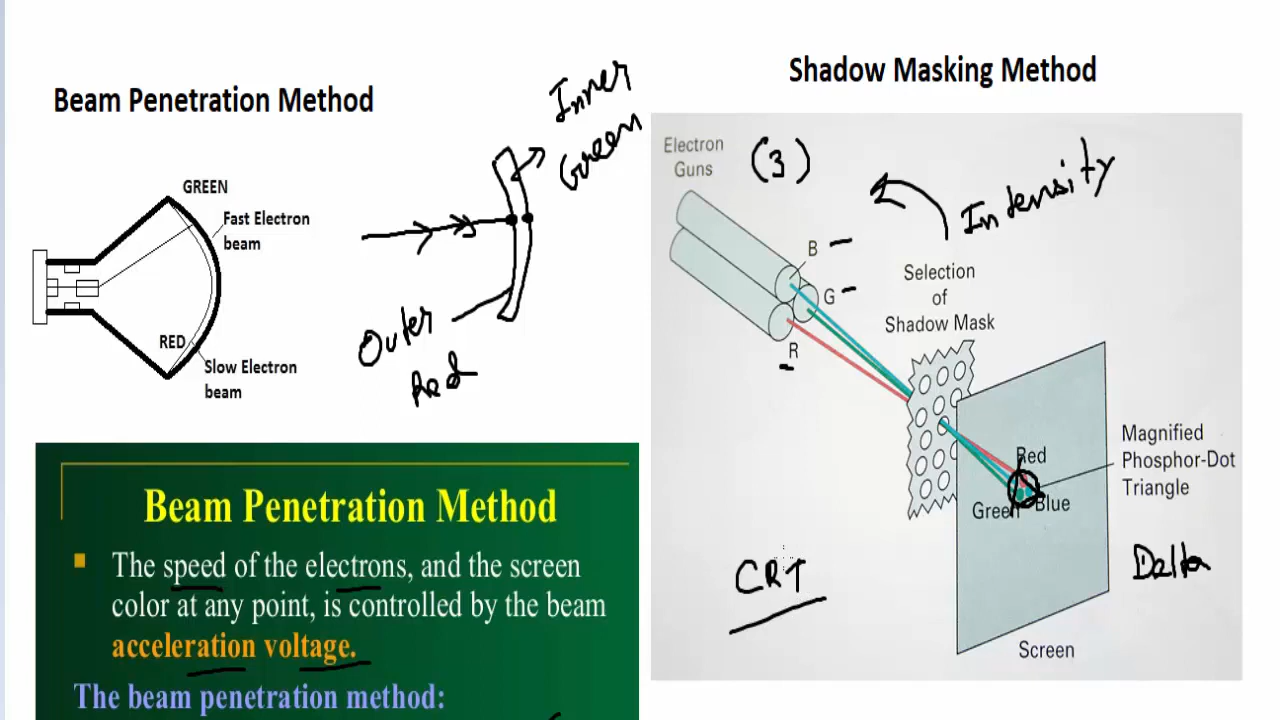 Beam Penetration Method
GREEN
Fast Electron
beam
RED
Slow Electron
beam
Inner
Green
Outer
Red
Beam Penetration Method
The speed of the electrons, and the screen
color at any point, is controlled by the beam
acceleration voltage.
The beam penetration method:
Shadow Masking Method
Electron
Guns
(3)
Intensity
B
G
R
Selection
of
Shadow Mask
Red
Green
Blue
Magnified
Phosphor-Dot
Triangle
CRT
Delta
Screen